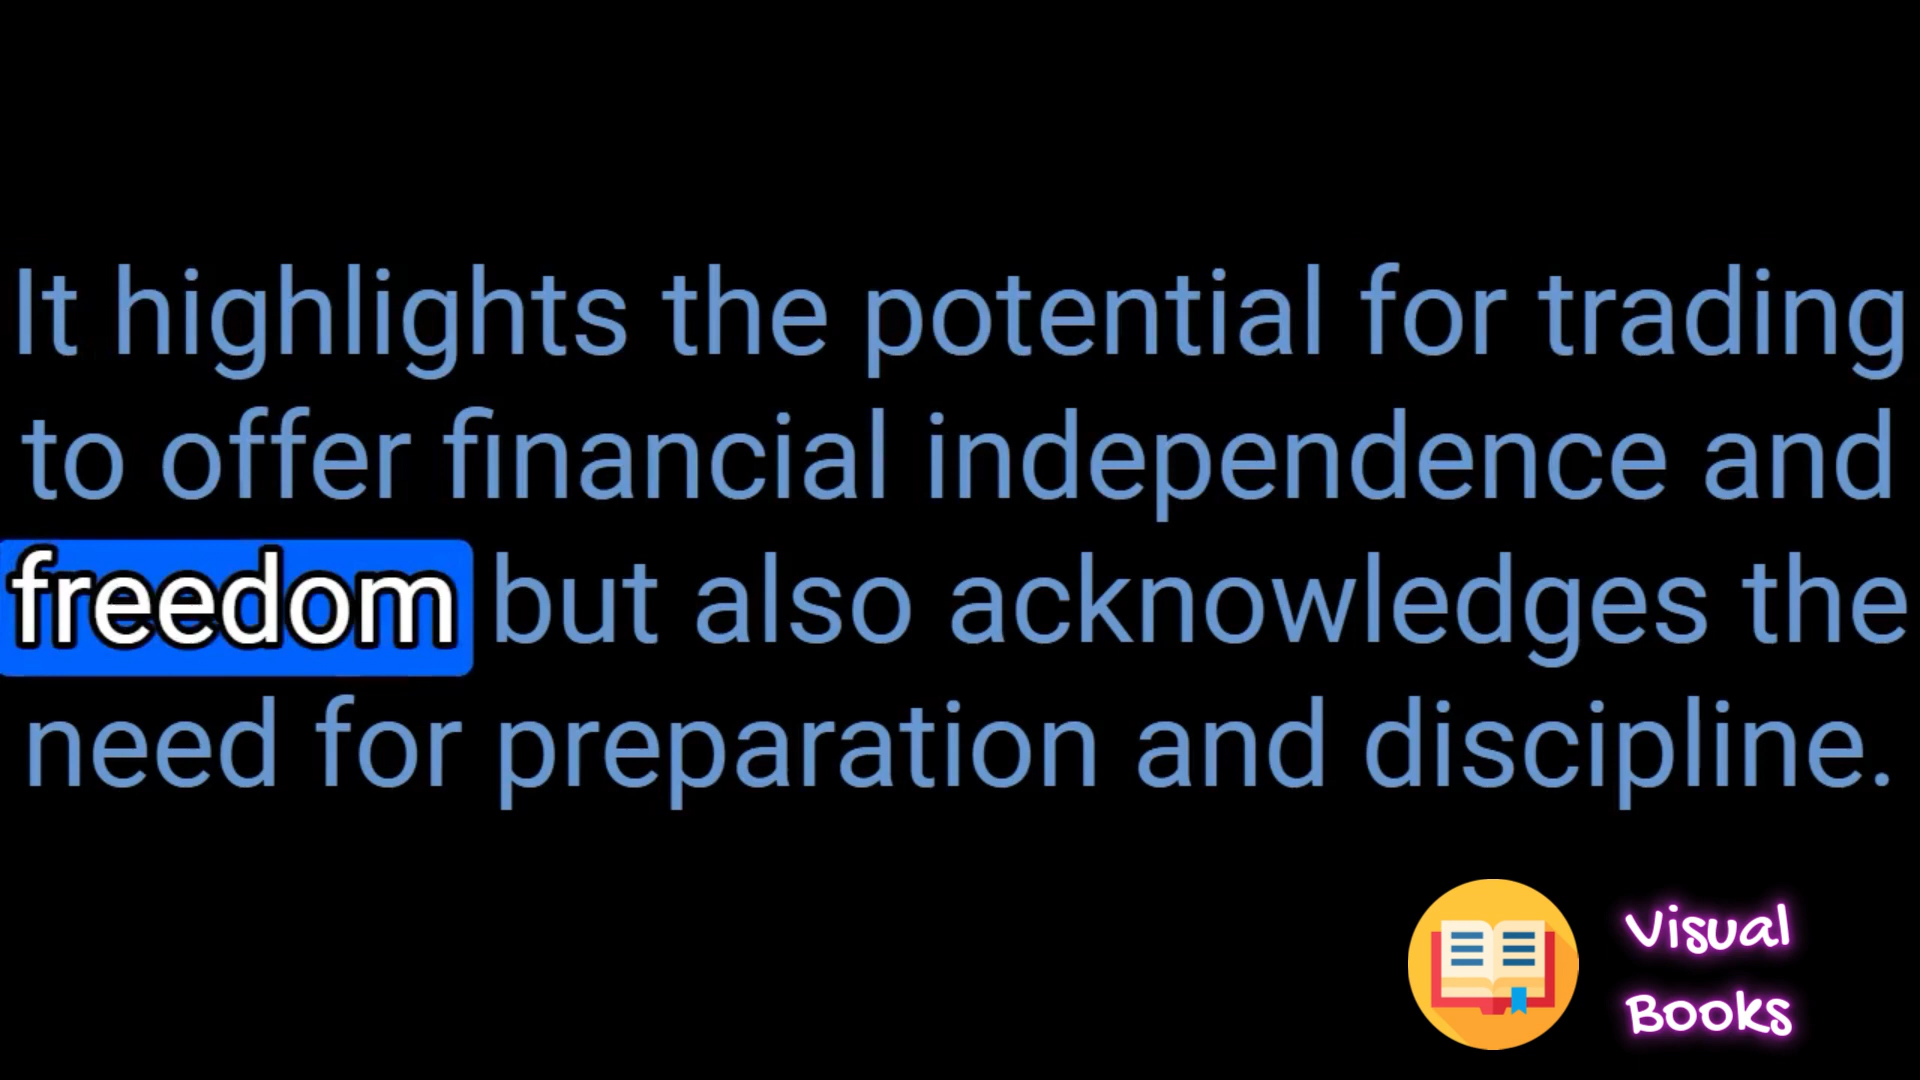 It highlights the potential for trading
to offer financial independence and
freedom but also acknowledges the
need for preparation and discipline.
Visual
Books